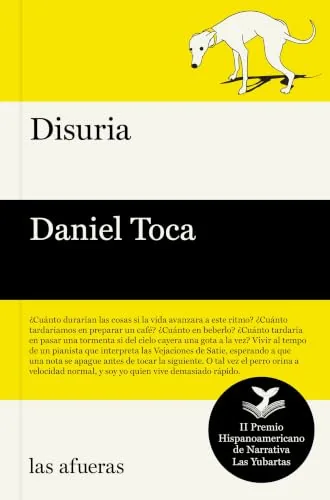 Disuria
Daniel Toca
¿Cuánto durarían las cosas si la vida avanzara a este ritmo? ¿Cuánto
tardaríamos en preparar un café? ¿Cuánto en beberlo? ¿Cuánto tardaría
en pasar una tormenta si del cielo cayera una gota a la vez? Vivir al tempo
de un pianista que interpreta las Vejaciones de Satie, esperando a que
una nota se apague antes de tocar la siguiente. O tal vez el perro orina a
velocidad normal, y soy yo quien vive demasiado rápido.
II Premio
Hispanoamericano
de Narrativa
Las Yubartas
las afueras